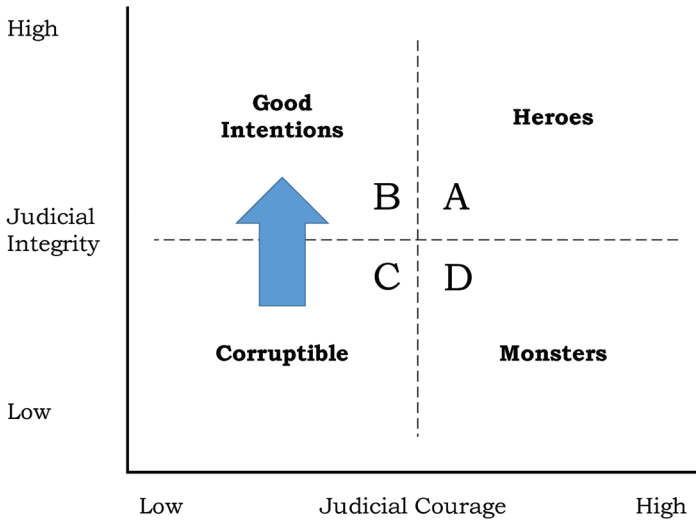 High
Good
Intentions
Heroes
B
A
Judicial
Integrity
C
D
Corruptible
Monsters
Low
Low
Judicial Courage
High